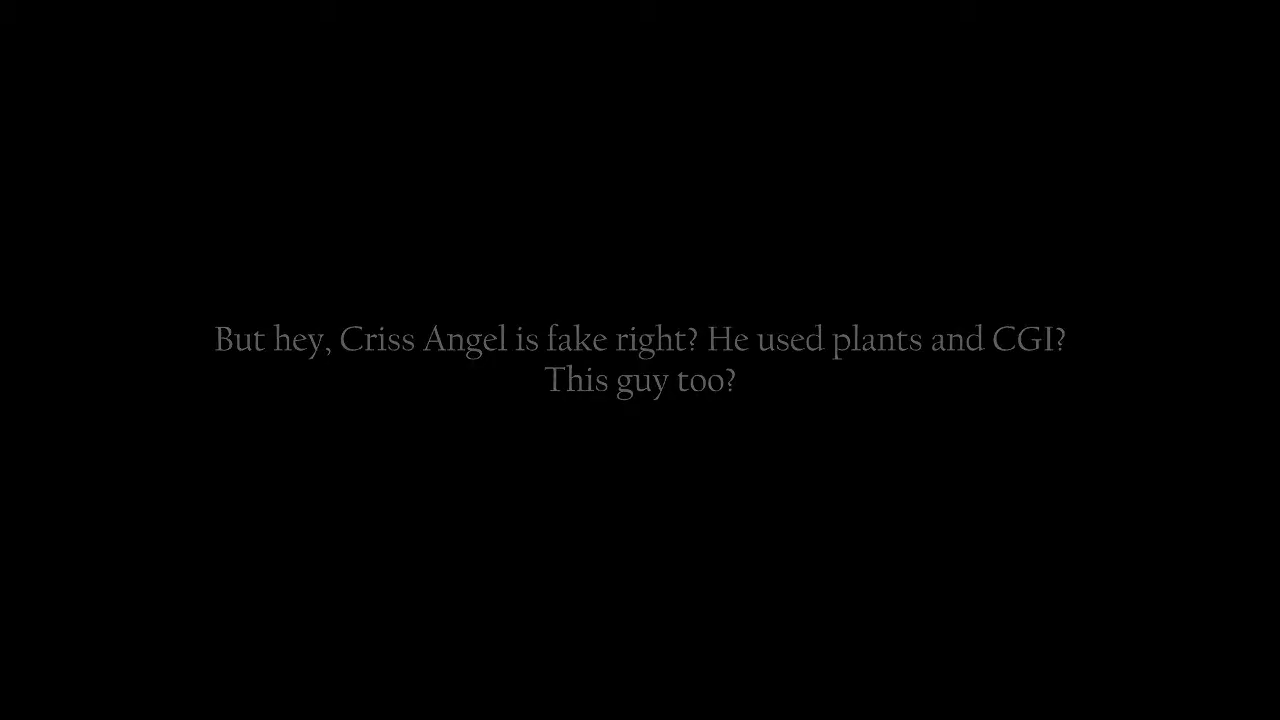 But hey, Criss Angel is fake right? He used plants and CGI?
This guy too?